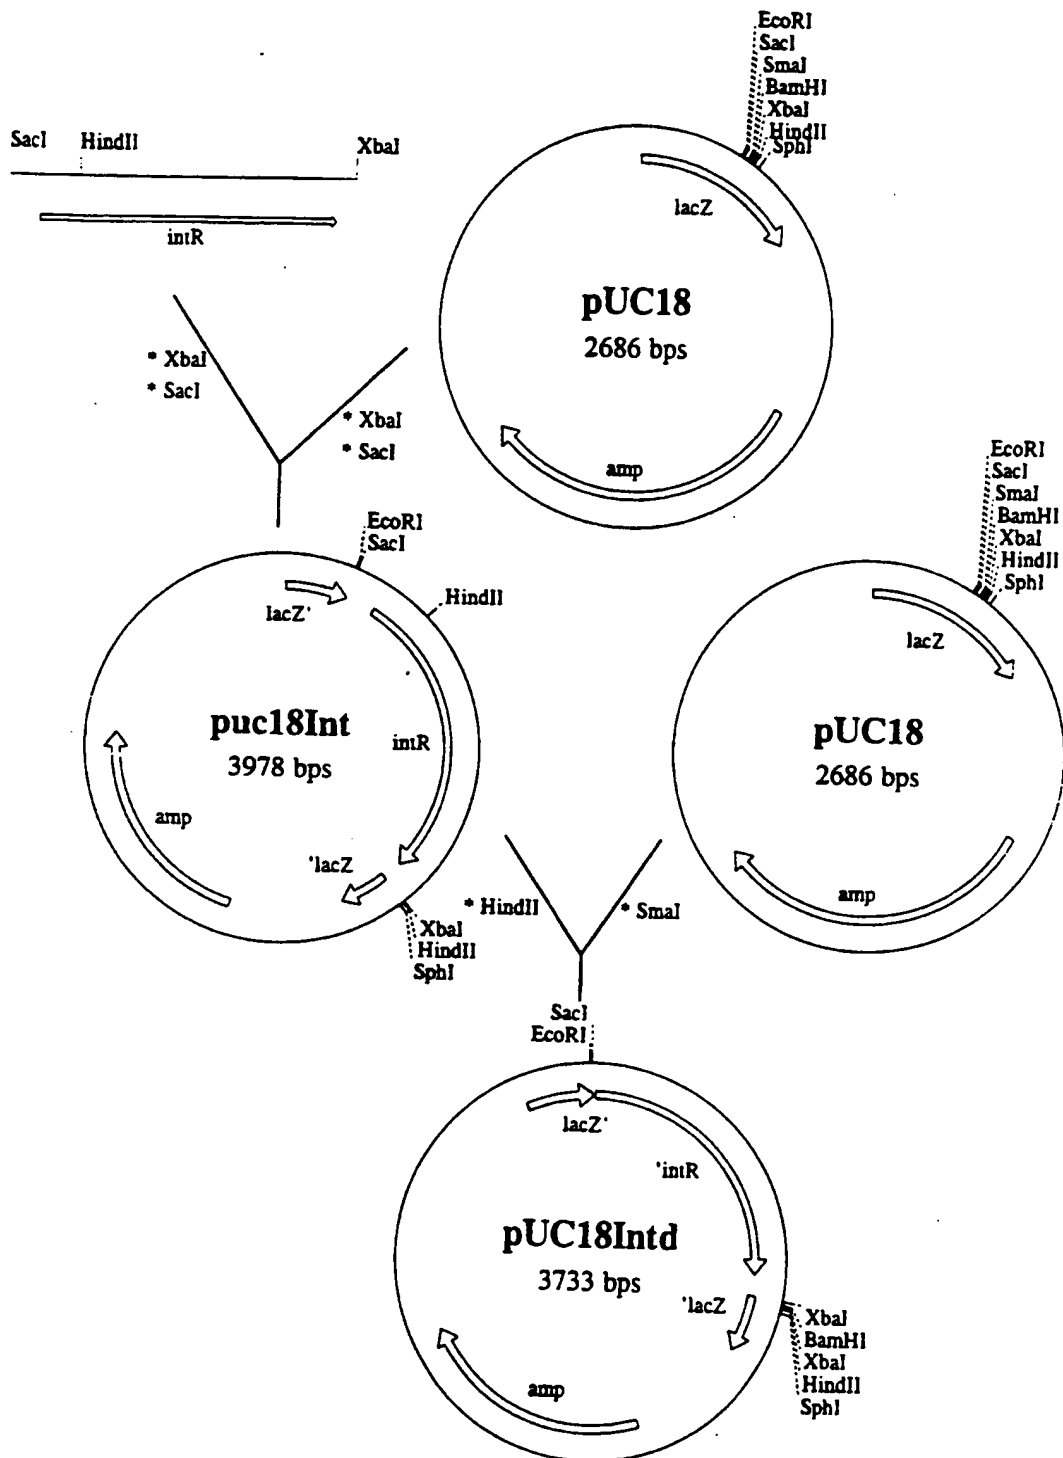 EcoRI
SacI
SmaI
BamHI
XbaI
HindII
SphI
SacI
HindII
XbaI
intR
lacZ
pUC18
2686 bps
amp
* XbaI
* SacI
* XbaI
* SacI
EcoRI
SacI
HindII
lacZ'
puc18Int
3978 bps
intR
amp
'lacZ
XbaI
HindII
SphI
EcoRI
SacI
SmaI
BamHI
XbaI
HindII
SphI
lacZ
pUC18
2686 bps
amp
* HindII
* SmaI
SacI
EcoRI
lacZ'
'intR
pUC18Intd
3733 bps
'lacZ
amp
XbaI
BamHI
XbaI
HindII
SphI